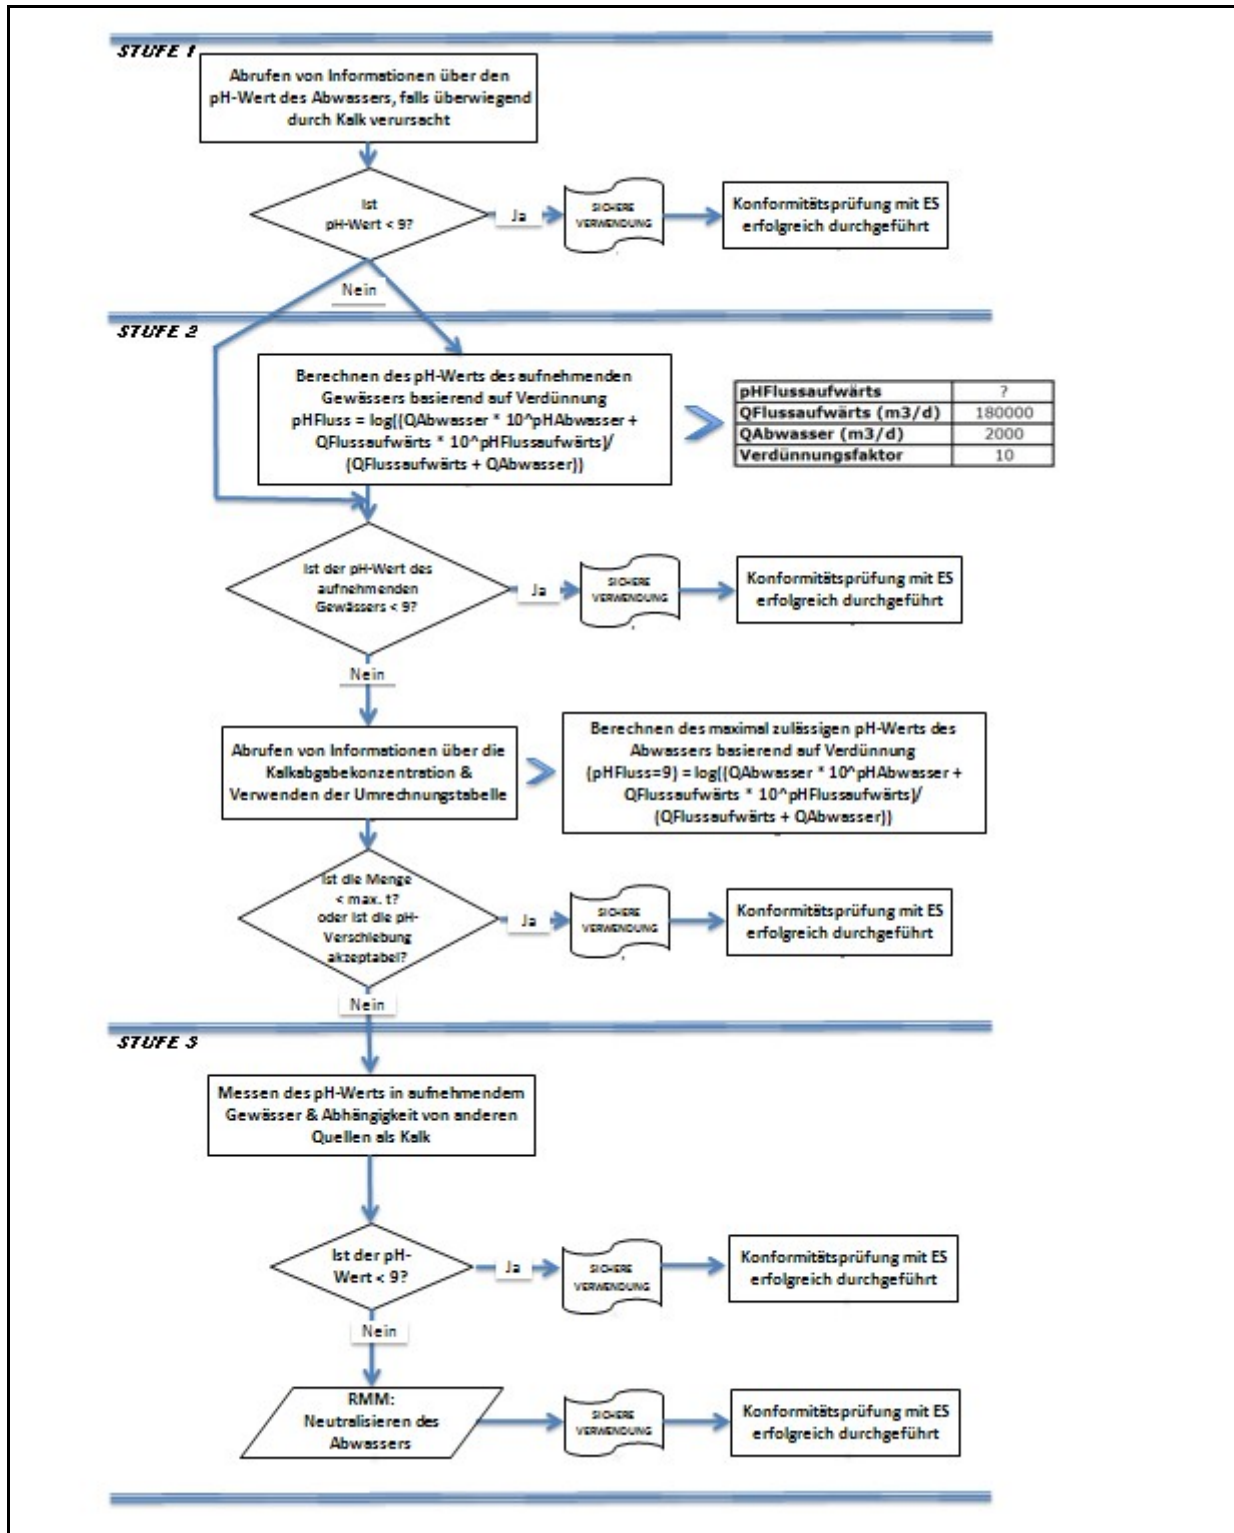 STUFE 1
Abrufen von Informationen über den
pH-Wert des Abwassers, falls überwiegend
durch Kalk verursacht
Ist
pH-Wert < 9?
Ja
SICHERE
VERWENDUNG
Konformitätsprüfung mit ES
erfolgreich durchgeführt
Nein
STUFE 2
Berechnen des pH-Werts des aufnehmenden
Gewässers basierend auf Verdünnung
pHFluss = log((QAbwasser * 10^pHAbwasser +
QFlussaufwärts * 10^pHFlussaufwärts)/
(QFlussaufwärts + QAbwasser))
pHFlussaufwärts ?
QFlussaufwärts (m3/d) 180000
QAbwasser (m3/d) 2000
Verdünnungsfaktor 10
Ist der pH-Wert des
aufnehmenden
Gewässers < 9?
Ja
SICHERE
VERWENDUNG
Konformitätsprüfung mit ES
erfolgreich durchgeführt
Nein
Abrufen von Informationen über die
Kalkabgabekonzentration &
Verwenden der Umrechnungstabelle
Berechnen des maximal zulässigen pH-Werts des
Abwassers basierend auf Verdünnung
(pHFluss=9) = log((QAbwasser * 10^pHAbwasser +
QFlussaufwärts * 10^pHFlussaufwärts)/
(QFlussaufwärts + QAbwasser))
Ist die Menge
< max. t?
oder ist die pH-
Verschiebung
akzeptabel?
Ja
SICHERE
VERWENDUNG
Konformitätsprüfung mit ES
erfolgreich durchgeführt
Nein
STUFE 3
Messen des pH-Werts in aufnehmendem
Gewässer & Abhängigkeit von anderen
Quellen als Kalk
Ist der pH-
Wert < 9?
Ja
SICHERE
VERWENDUNG
Konformitätsprüfung mit ES
erfolgreich durchgeführt
Nein
RMM:
Neutralisieren des
Abwassers
SICHERE
VERWENDUNG
Konformitätsprüfung mit ES
erfolgreich durchgeführt